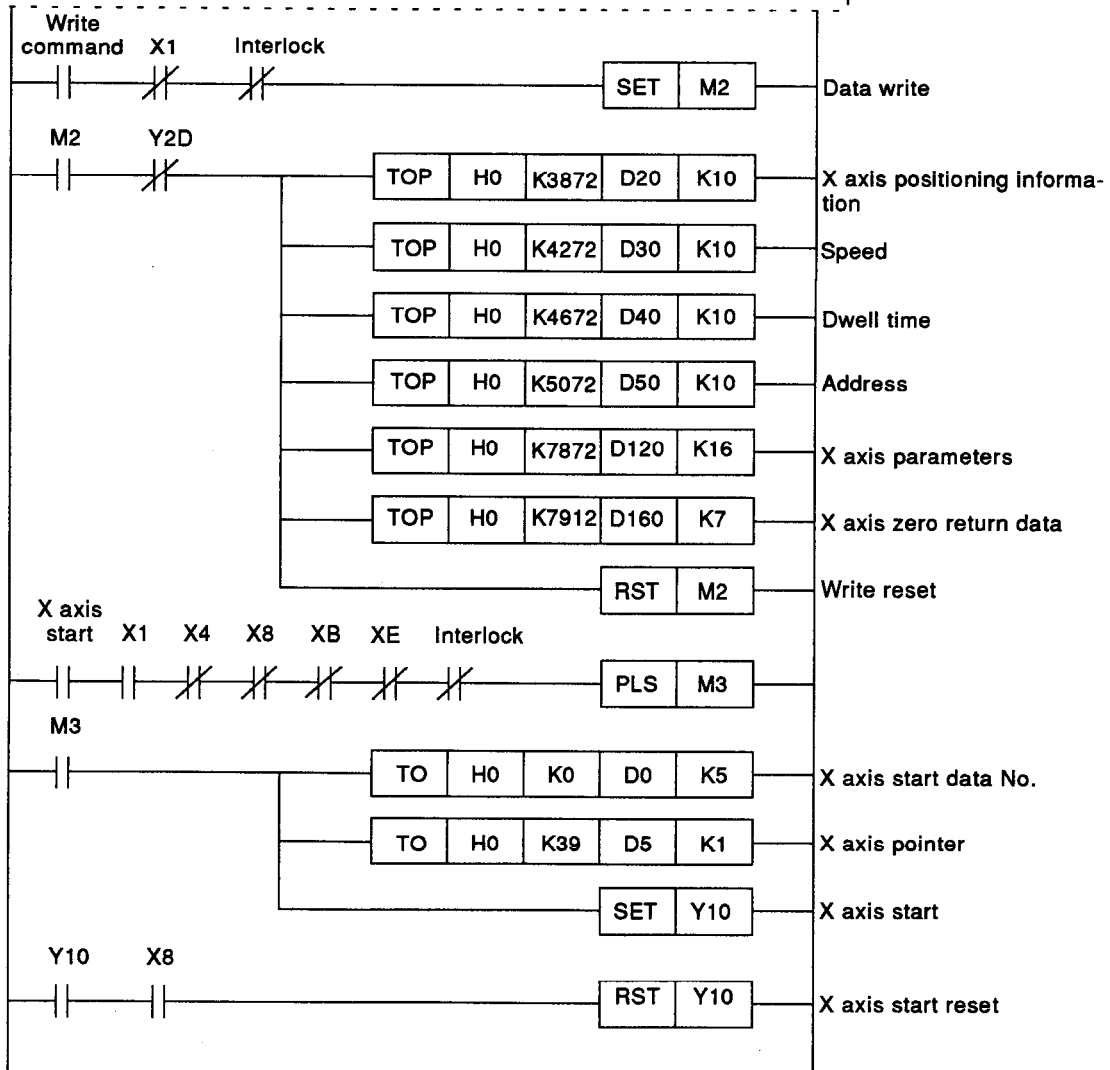 Write
command X1 Interlock
SET M2 Data write
M2 Y2D
TOP H0 K3872 D20 K10 X axis positioning informa-
tion
TOP H0 K4272 D30 K10 Speed
TOP H0 K4672 D40 K10 Dwell time
TOP H0 K5072 D50 K10 Address
TOP H0 K7872 D120 K16 X axis parameters
TOP H0 K7912 D160 K7 X axis zero return data
RST M2 Write reset
X axis
start X1 X4 X8 XB XE Interlock
PLS M3
M3
TO H0 K0 D0 K5 X axis start data No.
TO H0 K39 D5 K1 X axis pointer
SET Y10 X axis start
Y10 X8
RST Y10 X axis start reset